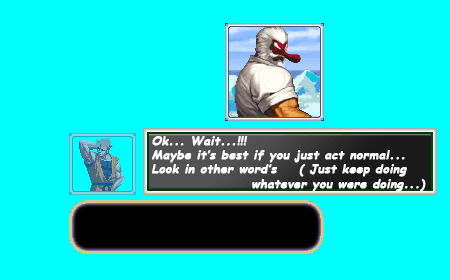 Ok... Wait...!!!
Maybe it's best if you just act normal...
Look in other word's ( Just keep doing
whatever you were doing...)